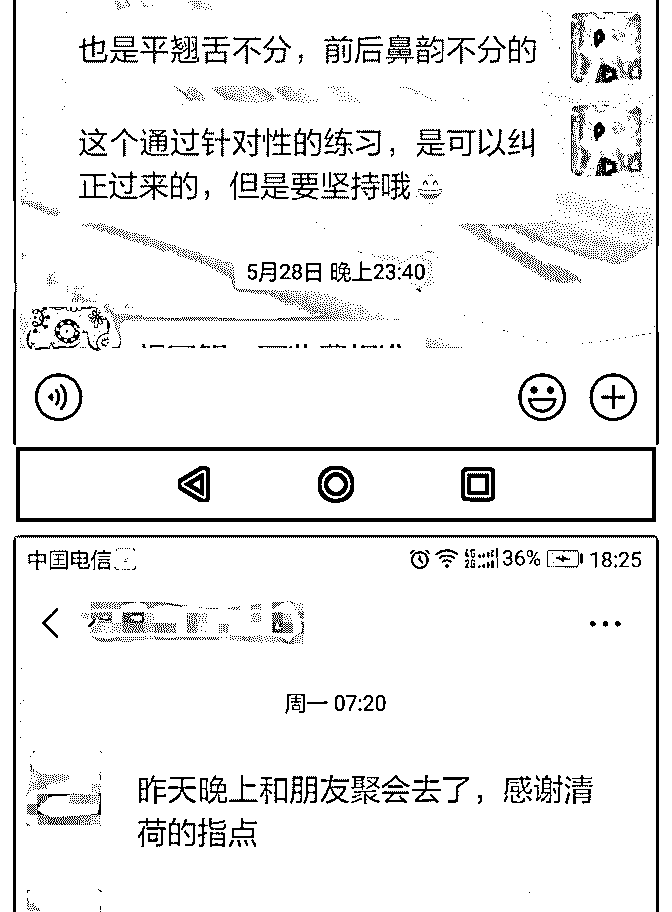 也是平翘舌不分，前后鼻韵不分的
这个通过针对性的练习，是可以纠
正过来的，但是要坚持哦😄
5月28日 晚上23:40
中国电信
36% 18:25
周一 07:20
昨天晚上和朋友聚会去了，感谢清
荷的指点